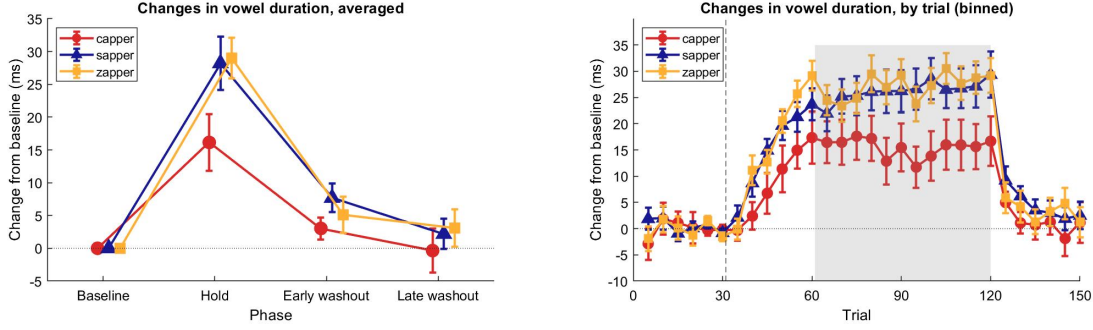 Changes in vowel duration, averaged
35
30
25
20
15
10
5
0
-5
Change from baseline (ms)
capper
sapper
zapper
Baseline Hold Early washout Late washout
Phase
Changes in vowel duration, by trial (binned)
35
30
25
20
15
10
5
0
-5
-10
Change from baseline (ms)
capper
sapper
zapper
0 30 60 90 120 150
Trial